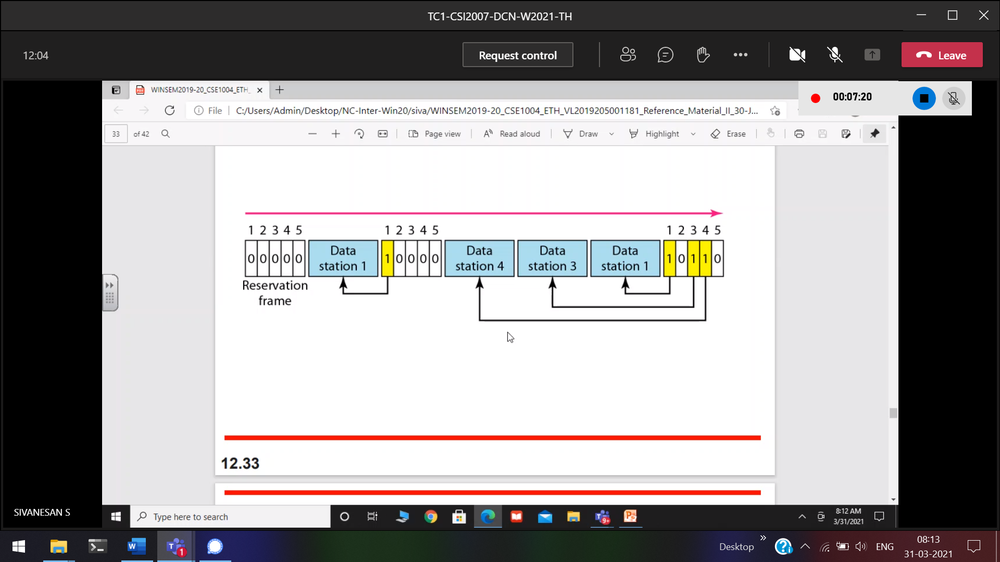 TC1-CSI2007-DCN-W2021-TH
12:04
Request control
Leave
WINSEM2019-20_CSE1004_ETH_
00:07:20
File
C:/Users/Admin/Desktop/NC-Inter-Win20/siva/WINSEM2019-20_CSE1004_ETH_VL2019205001181_Reference_Material_II_30-J...
33 of 42
Page view
Read aloud
Draw
Highlight
Erase
1 2 3 4 5
1 2 3 4 5
1 2 3 4 5
0 0 0 0 0
Data
station 1
1 0 0 0 0
Data
station 4
Data
station 3
Data
station 1
1 0 1 1 0
Reservation
frame
12.33
SIVANESAN S
Type here to search
9+
8:12 AM
3/31/2021
1
Desktop
ENG
08:13
31-03-2021